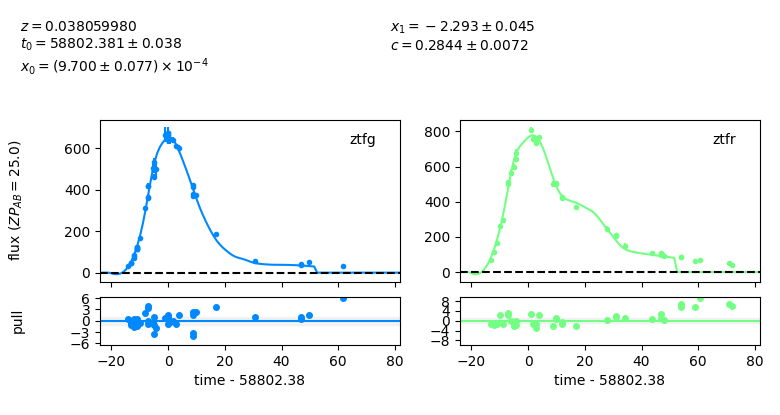 z = 0.038059980
t₀ = 58802.381 ± 0.038
x₀ = (9.700 ± 0.077) × 10⁻⁴
x₁ = −2.293 ± 0.045
c = 0.2844 ± 0.0072
flux (ZP_AB = 25.0)
600
400
200
0
ztfg
800
600
400
200
0
ztfr
pull
6
3
0
−3
−6
−20 0 20 40 60 80
time - 58802.38
8
4
0
−4
−8
−20 0 20 40 60 80
time - 58802.38